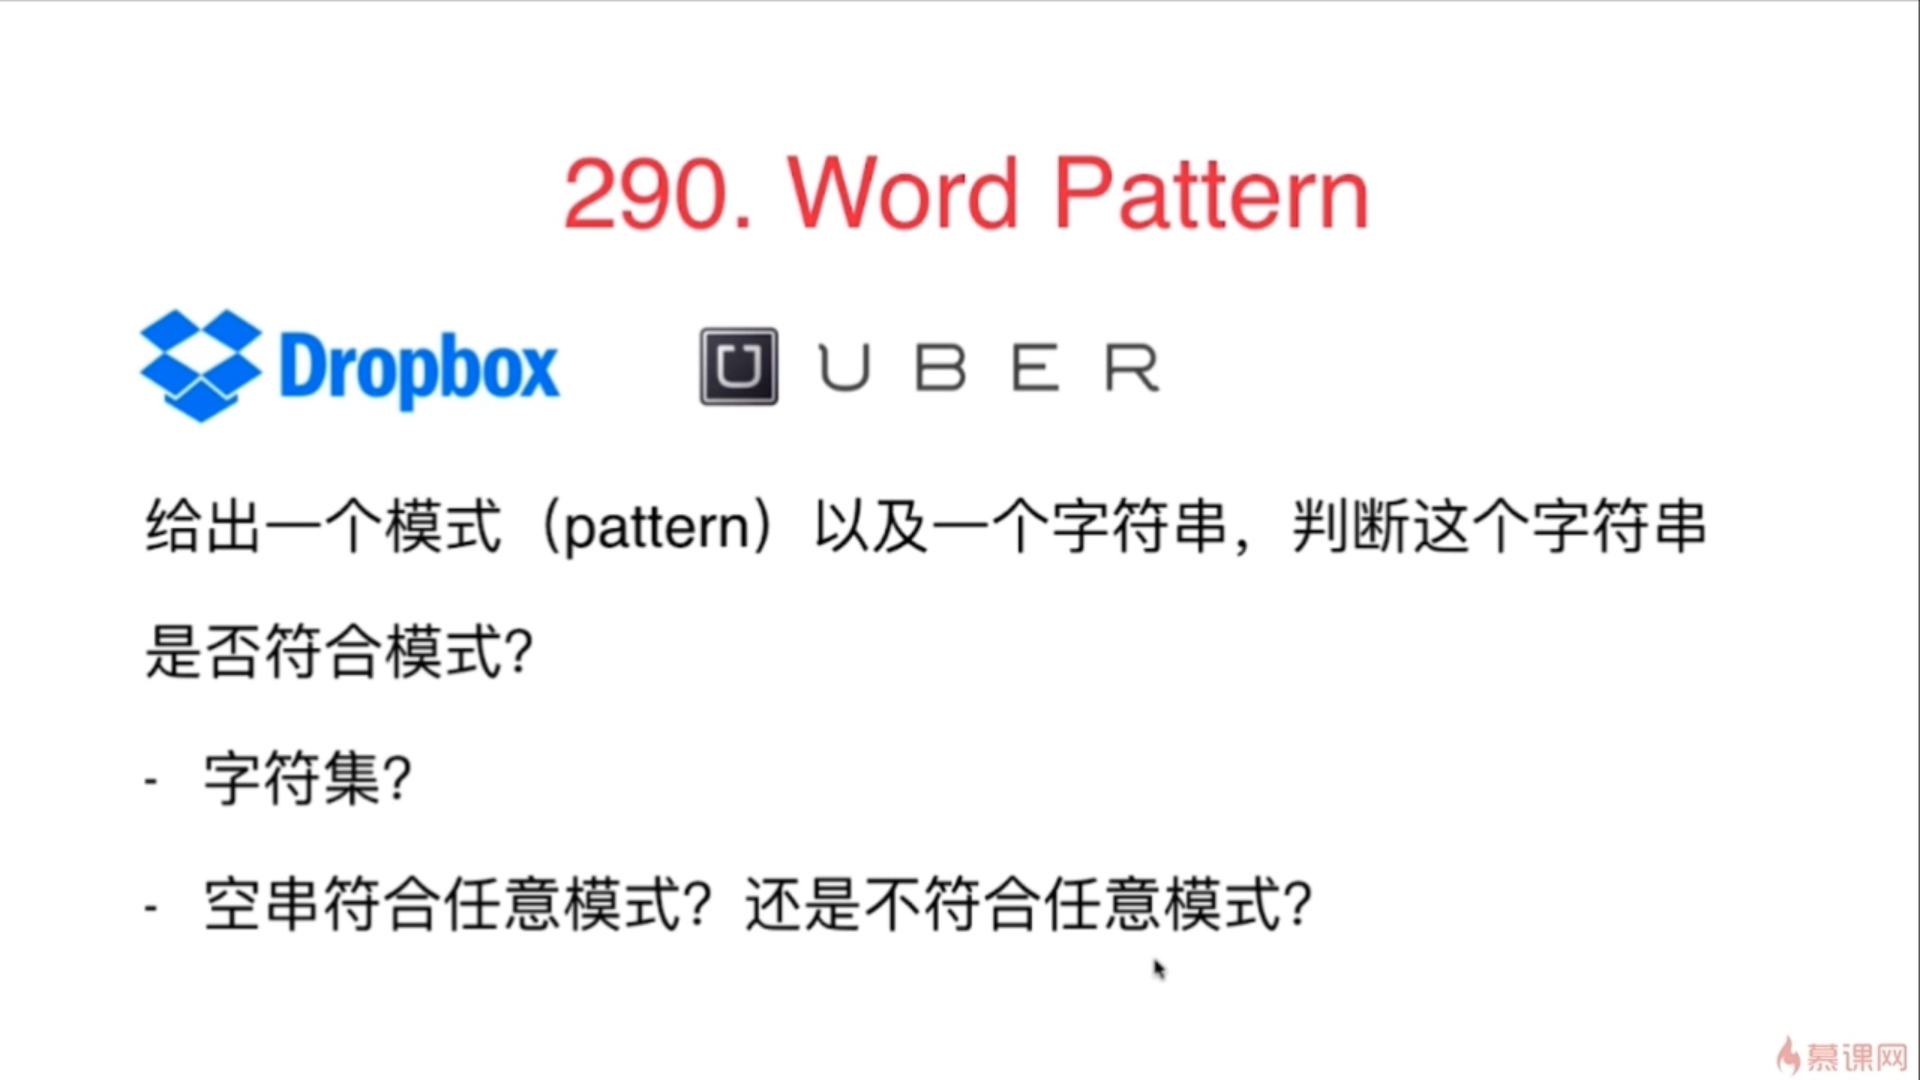 290. Word Pattern
Dropbox
UBER
给出一个模式（pattern）以及一个字符串，判断这个字符串
是否符合模式？
- 字符集？
- 空串符合任意模式？还是不符合任意模式？
慕课网